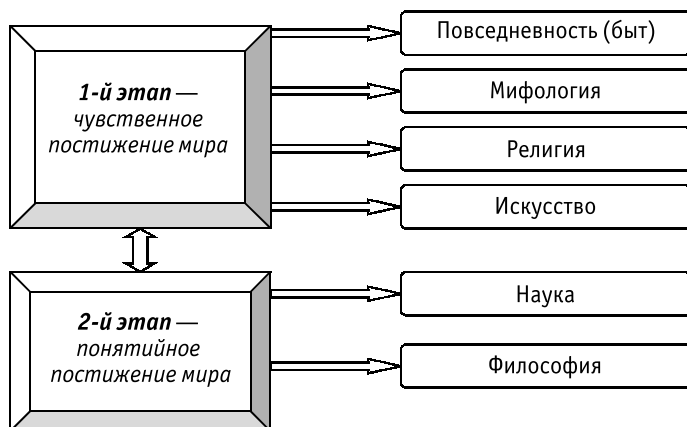 1-й этап —
чувственное
постижение мира
Повседневность (быт)
Мифология
Религия
Искусство
2-й этап —
понятийное
постижение мира
Наука
Философия